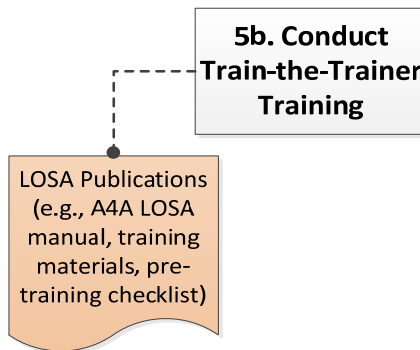 5b. Conduct
Train-the-Trainer
Training
LOSA Publications
(e.g., A4A LOSA
manual, training
materials, pre-
training checklist)